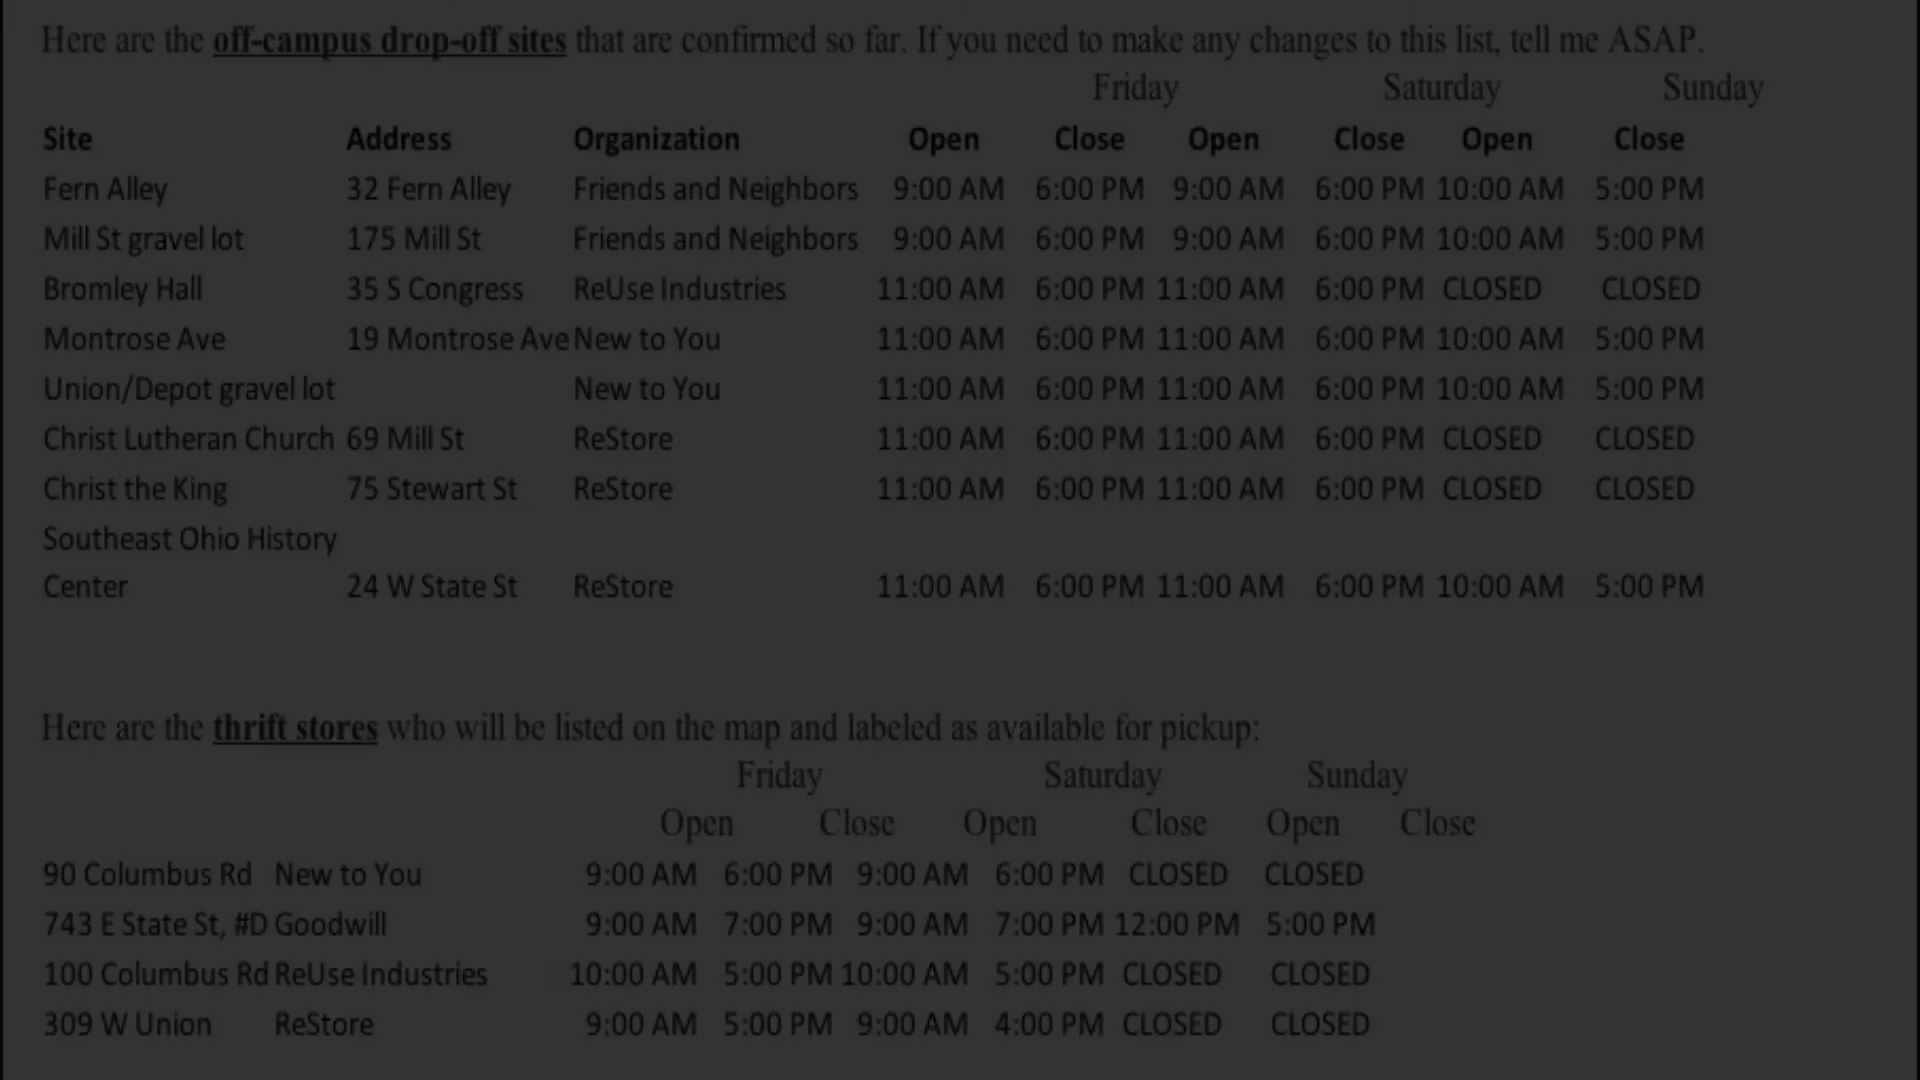 Here are the off-campus drop-off sites that are confirmed so far. If you need to make any changes to this list, tell me ASAP.
Friday Saturday Sunday
Site Address Organization Open Close Open Close Open Close
Fern Alley 32 Fern Alley Friends and Neighbors 9:00 AM 6:00 PM 9:00 AM 6:00 PM 10:00 AM 5:00 PM
Mill St gravel lot 175 Mill St Friends and Neighbors 9:00 AM 6:00 PM 9:00 AM 6:00 PM 10:00 AM 5:00 PM
Bromley Hall 35 S Congress ReUse Industries 11:00 AM 6:00 PM 11:00 AM 6:00 PM CLOSED CLOSED
Montrose Ave 19 Montrose Ave New to You 11:00 AM 6:00 PM 11:00 AM 6:00 PM 10:00 AM 5:00 PM
Union/Depot gravel lot New to You 11:00 AM 6:00 PM 11:00 AM 6:00 PM 10:00 AM 5:00 PM
Christ Lutheran Church 69 Mill St ReStore 11:00 AM 6:00 PM 11:00 AM 6:00 PM CLOSED CLOSED
Christ the King 75 Stewart St ReStore 11:00 AM 6:00 PM 11:00 AM 6:00 PM CLOSED CLOSED
Southeast Ohio History
Center 24 W State St ReStore 11:00 AM 6:00 PM 11:00 AM 6:00 PM 10:00 AM 5:00 PM
Here are the thrift stores who will be listed on the map and labeled as available for pickup:
Friday Saturday Sunday
Open Close Open Close Open Close
90 Columbus Rd New to You 9:00 AM 6:00 PM 9:00 AM 6:00 PM CLOSED CLOSED
743 E State St, #D Goodwill 9:00 AM 7:00 PM 9:00 AM 7:00 PM 12:00 PM 5:00 PM
100 Columbus Rd ReUse Industries 10:00 AM 5:00 PM 10:00 AM 5:00 PM CLOSED CLOSED
309 W Union ReStore 9:00 AM 5:00 PM 9:00 AM 4:00 PM CLOSED CLOSED